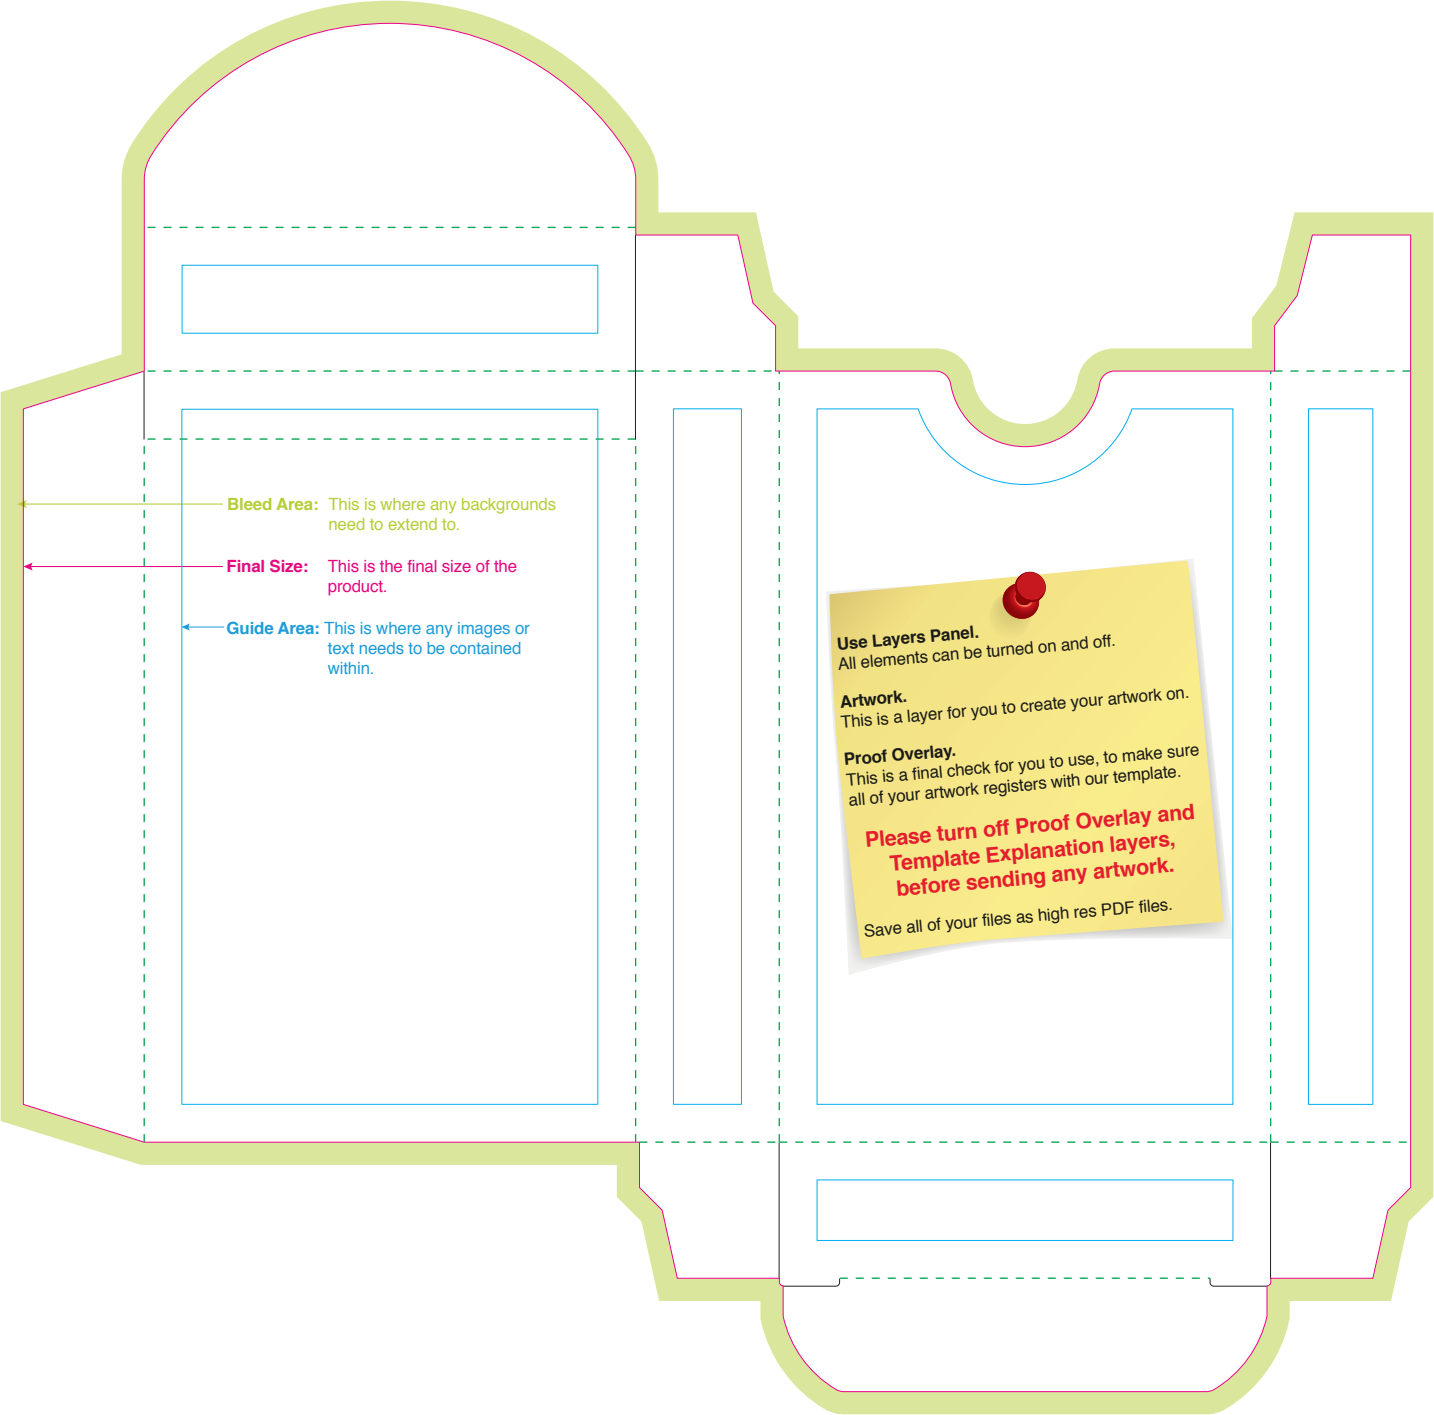 Bleed Area: This is where any backgrounds
need to extend to.
Final Size: This is the final size of the
product.
Guide Area: This is where any images or
text needs to be contained
within.
Use Layers Panel.
All elements can be turned on and off.
Artwork.
This is a layer for you to create your artwork on.
Proof Overlay.
This is a final check for you to use, to make sure
all of your artwork registers with our template.
Please turn off Proof Overlay and
Template Explanation layers,
before sending any artwork.
Save all of your files as high res PDF files.